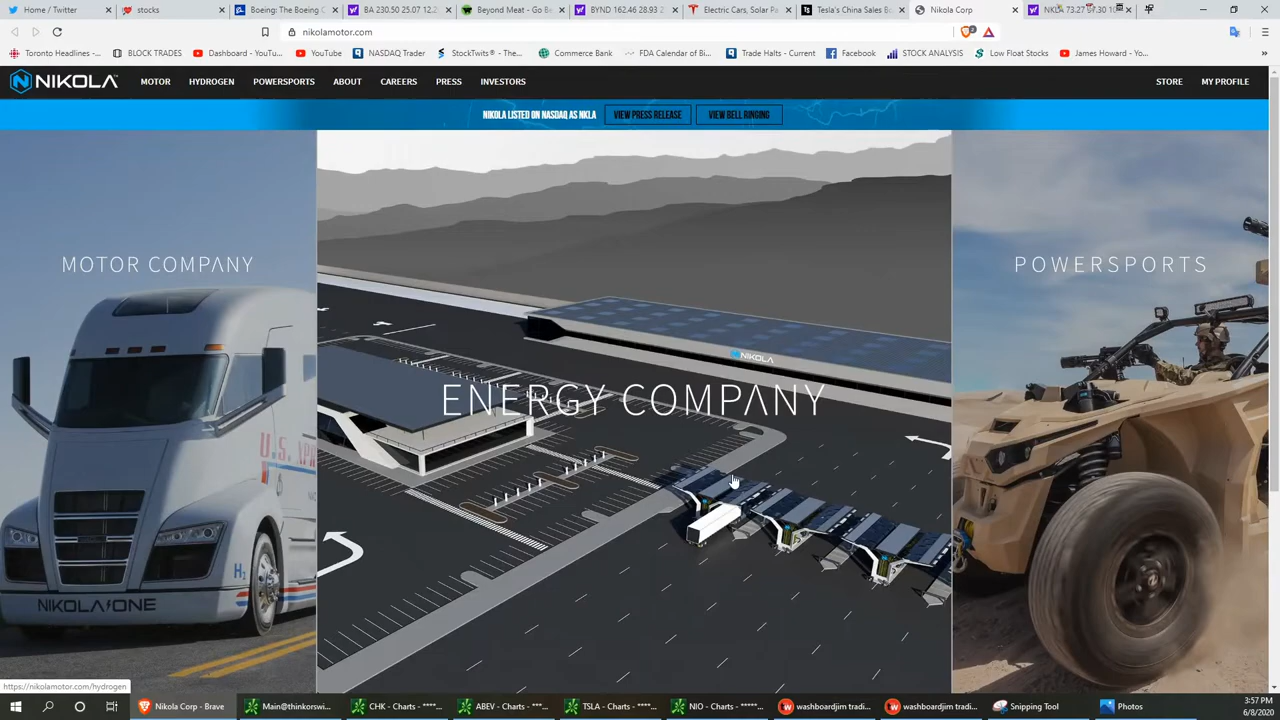 Home / Twitter
stocks
Boeing: The Boeing C
BA 230.50 25.07 12.2
Beyond Meat - Go Be
BYND 162.46 28.93 2
Electric Cars, Solar Pa
Tesla's China Sales Bo
Nikola Corp
nikolamotor.com
2
Toronto Headlines -...
BLOCK TRADES
Dashboard - YouTu...
YouTube
NASDAQ Trader
StockTwits® - The...
Commerce Bank
FDA Calendar of Bi...
Trade Halts - Current
Facebook
STOCK ANALYSIS
Low Float Stocks
James Howard - Yo...
NIKOLA
MOTOR
HYDROGEN
POWERSPORTS
ABOUT
CAREERS
PRESS
INVESTORS
STORE
MY PROFILE
NIKOLA LISTED ON NASDAQ AS NKLA
VIEW PRESS RELEASE
VIEW BELL RINGING
MOTOR COMPANY
POWERSPORTS
NIKOLA
ENERGY COMPANY
H2
NIKOLA ONE
https://nikolamotor.com/hydrogen
Nikola Corp - Brave
Main@thinkorswi...
CHK - Charts - ****...
ABEV - Charts - ****...
TSLA - Charts - ****...
NIO - Charts - *****...
washboardjim tradi...
washboardjim tradi...
Snipping Tool
Photos
3:57 PM
6/8/2020